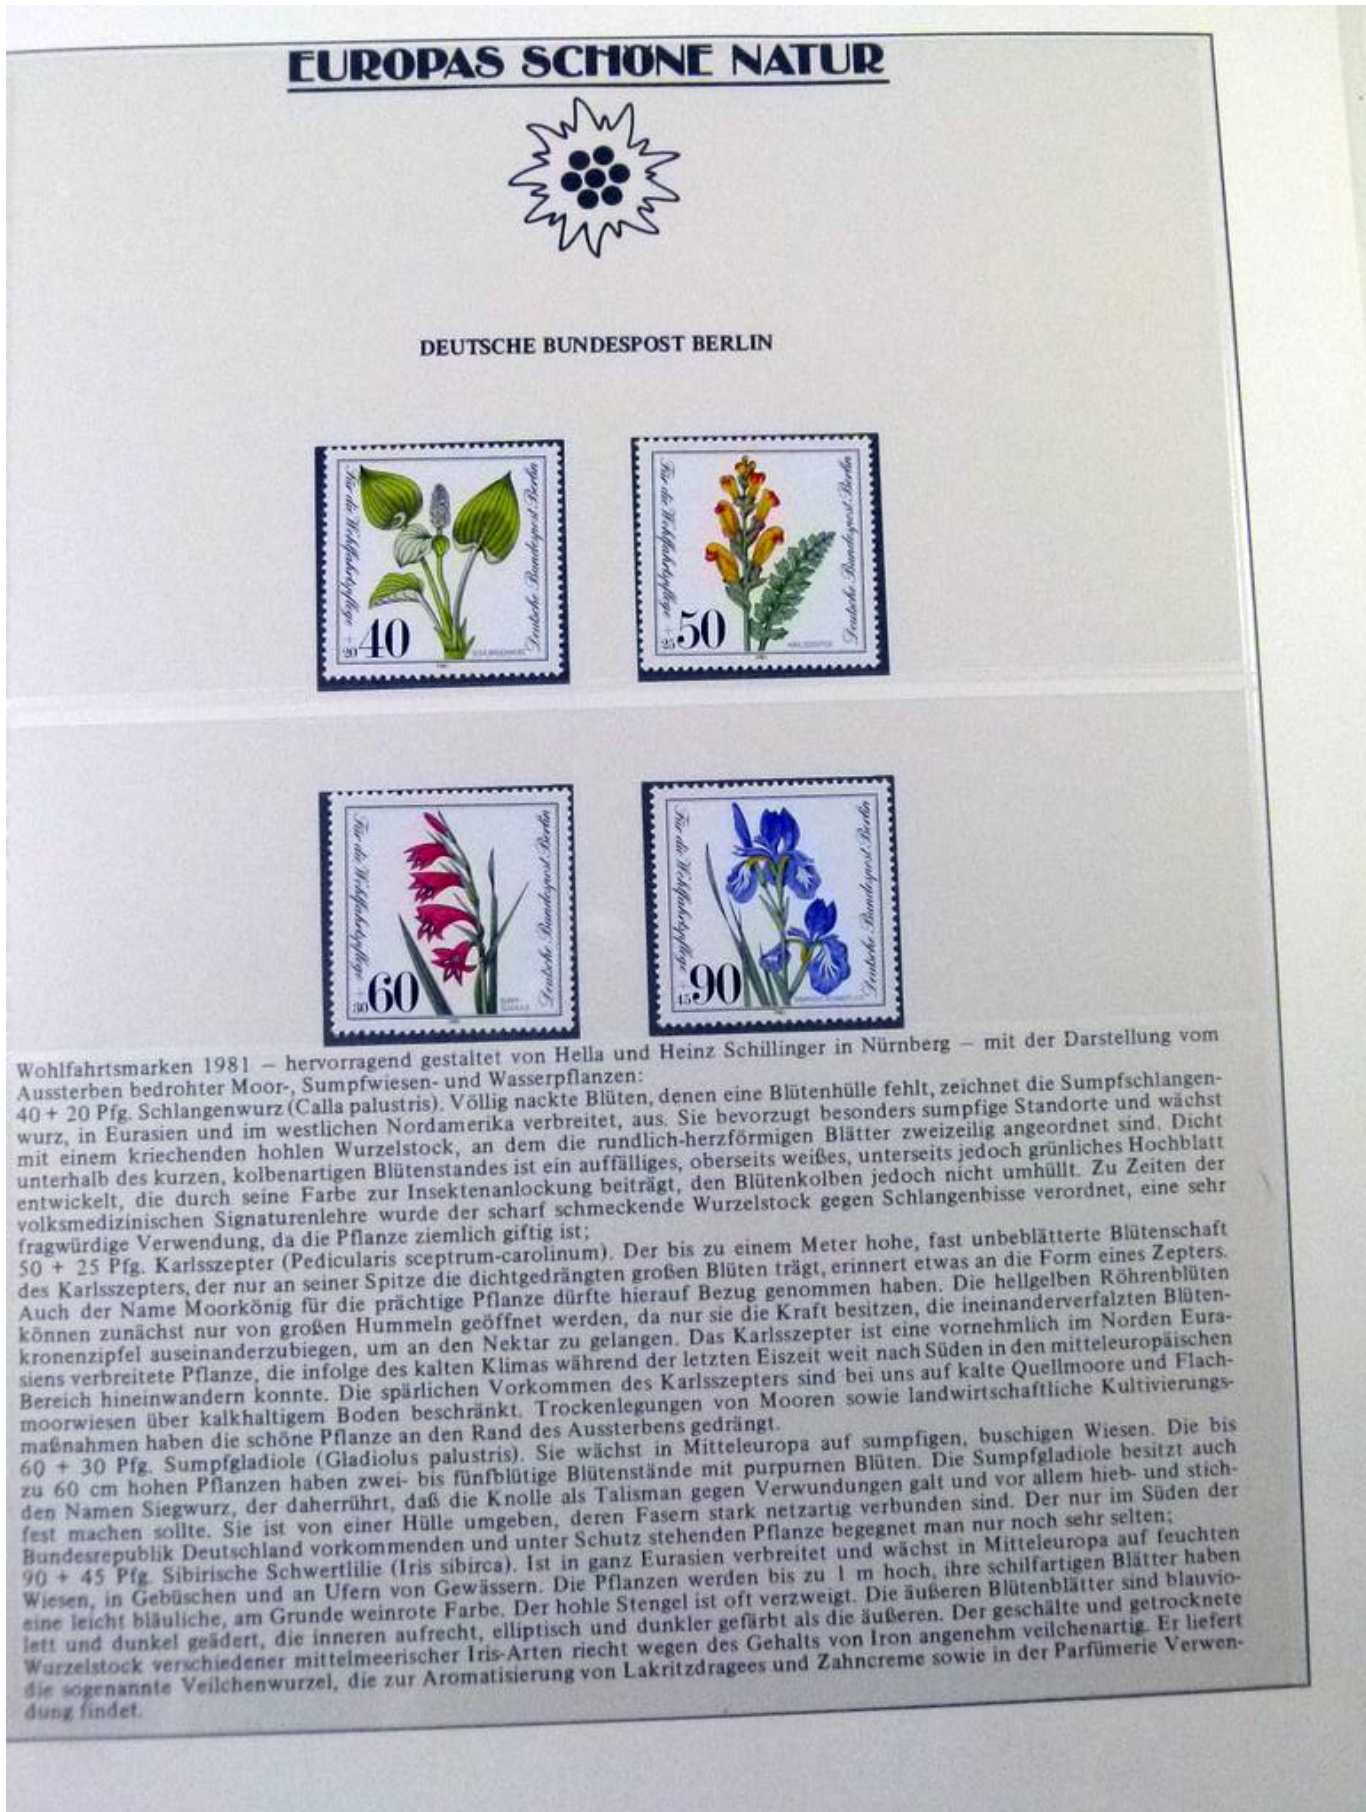 EUROPAS SCHÖNE NATUR
DEUTSCHE BUNDESPOST BERLIN
Für die Wohlfahrtspflege
+
20
40
Deutsche Bundespost Berlin
Für die Wohlfahrtspflege
+
25
50
Deutsche Bundespost Berlin
Für die Wohlfahrtspflege
+
30
60
Deutsche Bundespost Berlin
Für die Wohlfahrtspflege
+
45
90
Deutsche Bundespost Berlin
Wohlfahrtsmarken 1981 – hervorragend gestaltet von Hella und Heinz Schillinger in Nürnberg – mit der Darstellung vom
Aussterben bedrohter Moor-, Sumpfwiesen- und Wasserpflanzen:
40 + 20 Pfg. Schlangenwurz (Calla palustris). Völlig nackte Blüten, denen eine Blütenhülle fehlt, zeichnet die Sumpfschlangen-
wurz, in Eurasien und im westlichen Nordamerika verbreitet, aus. Sie bevorzugt besonders sumpfige Standorte und wächst
mit einem kriechenden hohlen Wurzelstock, an dem die rundlich-herzförmigen Blätter zweizeilig angeordnet sind. Dicht
unterhalb des kurzen, kolbenartigen Blütenstandes ist ein auffälliges, oberseits weißes, unterseits jedoch grünliches Hochblatt
entwickelt, die durch seine Farbe zur Insektenanlockung beiträgt, den Blütenkolben jedoch nicht umhüllt. Zu Zeiten der
volksmedizinischen Signaturenlehre wurde der scharf schmeckende Wurzelstock gegen Schlangenbisse verordnet, eine sehr
fragwürdige Verwendung, da die Pflanze ziemlich giftig ist;
50 + 25 Pfg. Karlsszepter (Pedicularis sceptrum-carolinum). Der bis zu einem Meter hohe, fast unbeblätterte Blütenschaft
des Karlsszepters, der nur an seiner Spitze die dichtgedrängten großen Blüten trägt, erinnert etwas an die Form eines Zepters.
Auch der Name Moorkönig für die prächtige Pflanze dürfte hierauf Bezug genommen haben. Die hellgelben Röhrenblüten
können zunächst nur von großen Hummeln geöffnet werden, da nur sie die Kraft besitzen, die ineinanderverfalzten Blüten-
kronenzipfel auseinanderzubiegen, um an den Nektar zu gelangen. Das Karlsszepter ist eine vornehmlich im Norden Eura-
siens verbreitete Pflanze, die infolge des kalten Klimas während der letzten Eiszeit weit nach Süden in den mitteleuropäischen
Bereich hineinwandern konnte. Die spärlichen Vorkommen des Karlsszepters sind bei uns auf kalte Quellmoore und Flach-
moorwiesen über kalkhaltigem Boden beschränkt. Trockenlegungen von Mooren sowie landwirtschaftliche Kultivierungs-
maßnahmen haben die schöne Pflanze an den Rand des Aussterbens gedrängt.
60 + 30 Pfg. Sumpfgladiole (Gladiolus palustris). Sie wächst in Mitteleuropa auf sumpfigen, buschigen Wiesen. Die bis
zu 60 cm hohen Pflanzen haben zwei- bis fünfblütige Blütenstände mit purpurnen Blüten. Die Sumpfgladiole besitzt auch
den Namen Siegwurz, der daherrührt, daß die Knolle als Talisman gegen Verwundungen galt und vor allem hieb- und stich-
fest machen sollte. Sie ist von einer Hülle umgeben, deren Fasern stark netzartig verbunden sind. Der nur im Süden der
Bundesrepublik Deutschland vorkommenden und unter Schutz stehenden Pflanze begegnet man nur noch sehr selten;
90 + 45 Pfg. Sibirische Schwertlilie (Iris sibirca). Ist in ganz Eurasien verbreitet und wächst in Mitteleuropa auf feuchten
Wiesen, in Gebüschen und an Ufern von Gewässern. Die Pflanzen werden bis zu 1 m hoch, ihre schilfartigen Blätter haben
eine leicht bläuliche, am Grunde weinrote Farbe. Der hohle Stengel ist oft verzweigt. Die äußeren Blütenblätter sind blauvio-
lett und dunkel geädert, die inneren aufrecht, elliptisch und dunkler gefärbt als die äußeren. Der geschälte und getrocknete
Wurzelstock verschiedener mittelmeerischer Iris-Arten riecht wegen des Gehalts von Iron angenehm veilchenartig. Er liefert
die sogenannte Veilchenwurzel, die zur Aromatisierung von Lakritzdragees und Zahncreme sowie in der Parfümerie Verwen-
dung findet.